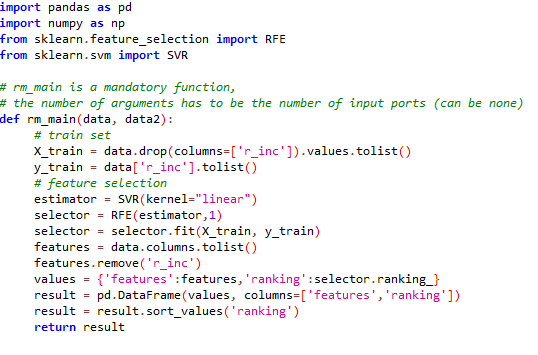 import pandas as pd
import numpy as np
from sklearn.feature_selection import RFE
from sklearn.svm import SVR

# rm_main is a mandatory function,
# the number of arguments has to be the number of input ports (can be none)
def rm_main(data, data2):
    # train set
    X_train = data.drop(columns=['r_inc']).values.tolist()
    y_train = data['r_inc'].tolist()
    # feature selection
    estimator = SVR(kernel="linear")
    selector = RFE(estimator,1)
    selector = selector.fit(X_train, y_train)
    features = data.columns.tolist()
    features.remove('r_inc')
    values = {'features':features,'ranking':selector.ranking_}
    result = pd.DataFrame(values, columns=['features','ranking'])
    result = result.sort_values('ranking')
    return result